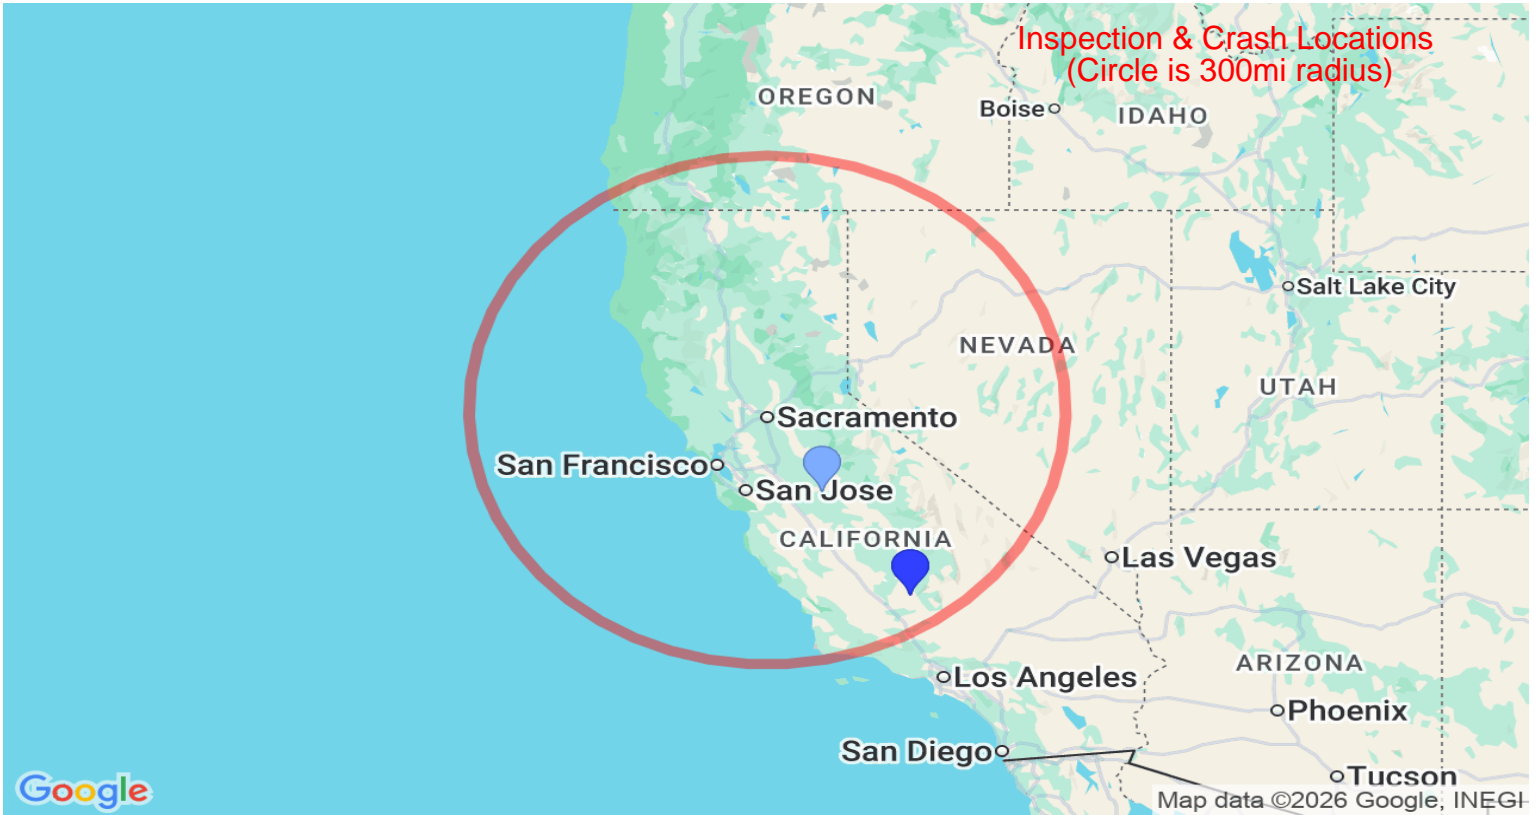 Inspection & Crash Locations
(Circle is 300mi radius)
OREGON
Boise
IDAHO
Salt Lake City
NEVADA
UTAH
Sacramento
San Francisco
San Jose
CALIFORNIA
Las Vegas
ARIZONA
Los Angeles
Phoenix
San Diego
Tucson
Google
Map data ©2026 Google, INEGI